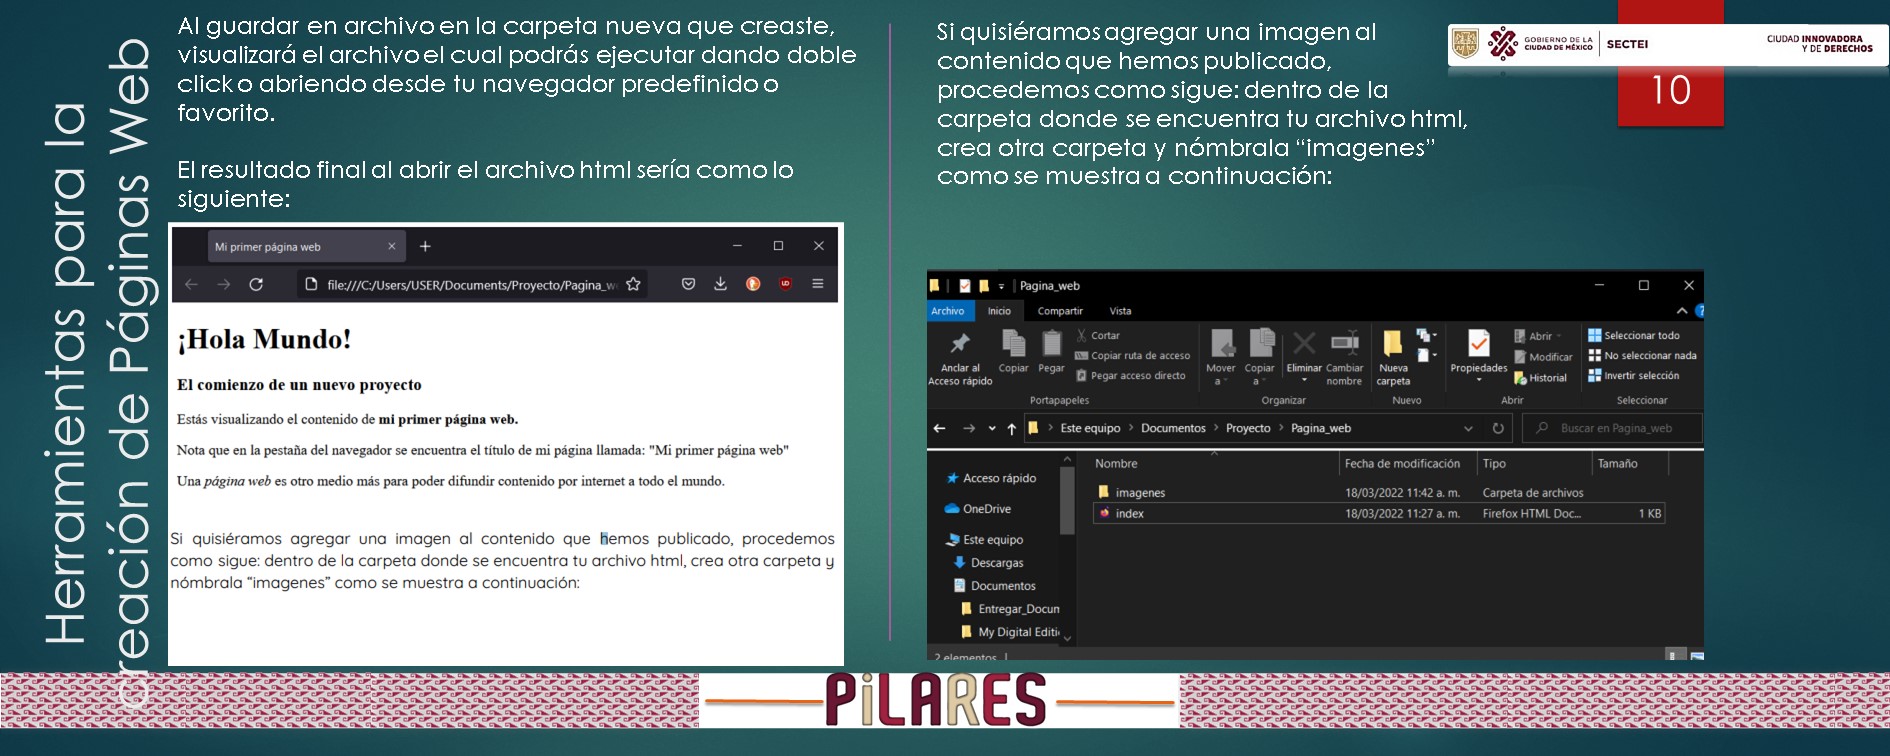 Herramientas para la
Creación de Páginas Web
Al guardar en archivo en la carpeta nueva que creaste,
visualizará el archivo el cual podrás ejecutar dando doble
click o abriendo desde tu navegador predefinido o
favorito.
El resultado final al abrir el archivo html sería como lo
siguiente:
Mi primer página web
file:///C:/Users/USER/Documents/Proyecto/Pagina_w
¡Hola Mundo!
El comienzo de un nuevo proyecto
Estás visualizando el contenido de mi primer página web.
Nota que en la pestaña del navegador se encuentra el título de mi página llamada: "Mi primer página web"
Una página web es otro medio más para poder difundir contenido por internet a todo el mundo.
Si quisiéramos agregar una imagen al contenido que hemos publicado, procedemos
como sigue: dentro de la carpeta donde se encuentra tu archivo html, crea otra carpeta y
nómbrala “imagenes” como se muestra a continuación:
Si quisiéramos agregar una imagen al
contenido que hemos publicado,
procedemos como sigue: dentro de la
carpeta donde se encuentra tu archivo html,
crea otra carpeta y nómbrala “imagenes”
como se muestra a continuación:
GOBIERNO DE LA
CIUDAD DE MÉXICO
SECTEI
CIUDAD INNOVADORA
Y DE DERECHOS
10
Pagina_web
Archivo Inicio Compartir Vista
Anclar al
Acceso rápido
Copiar
Pegar
Cortar
Copiar ruta de acceso
Pegar acceso directo
Portapapeles
Mover
a
Copiar
a
Eliminar
Cambiar
nombre
Organizar
Nueva
carpeta
Nuevo
Propiedades
Abrir
Modificar
Historial
Abrir
Seleccionar todo
No seleccionar nada
Invertir selección
Seleccionar
Este equipo > Documentos > Proyecto > Pagina_web
Buscar en Pagina_web
Nombre Fecha de modificación Tipo Tamaño
imagenes 18/03/2022 11:42 a. m. Carpeta de archivos
index 18/03/2022 11:27 a. m. Firefox HTML Doc... 1 KB
Acceso rápido
OneDrive
Este equipo
Descargas
Documentos
Entregar_Docum
My Digital Editi
2 elementos
PiLARES